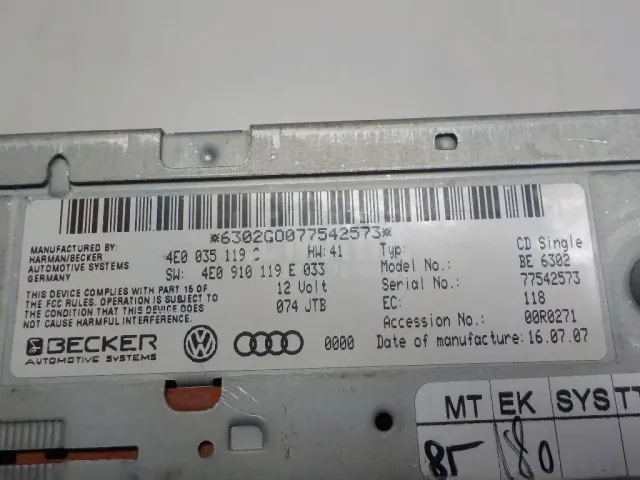 *6302G0077542573*
MANUFACTURED BY:
HARMAN/BECKER
AUTOMOTIVE SYSTEMS
GERMANY
4E0 035 119 C HW: 41
SW: 4E0 910 119 E 033
THIS DEVICE COMPLIES WITH PART 15 OF
THE FCC RULES. OPERATION IS SUBJECT TO
THE CONDITION THAT THIS DEVICE DOES
NOT CAUSE HARMFUL INTERFERENCE.
12 Volt
074 JTB
Typ: CD Single
Model No.: BE 6302
Serial No.: 77542573
EC: 118
Accession No.: 00R0271
BECKER
AUTOMOTIVE SYSTEMS
0000 Date of manufacture: 16.07.07
MT EK SYS TT
85 180